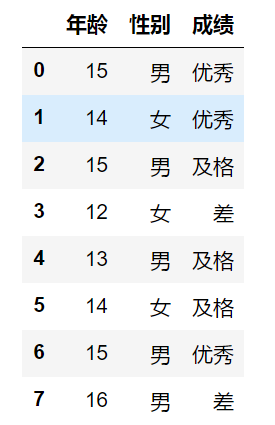 年龄 性别 成绩
0 15 男 优秀
1 14 女 优秀
2 15 男 及格
3 12 女 差
4 13 男 及格
5 14 女 及格
6 15 男 优秀
7 16 男 差